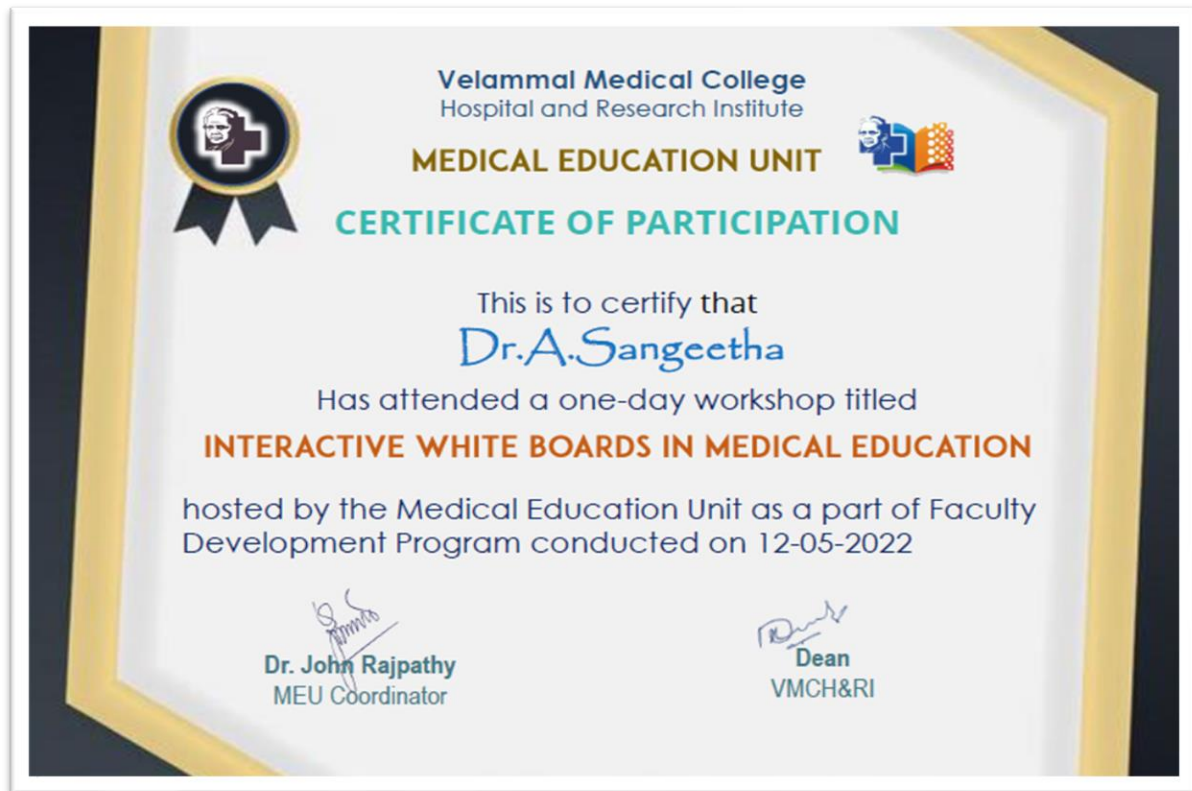 Velammal Medical College
Hospital and Research Institute
MEDICAL EDUCATION UNIT
CERTIFICATE OF PARTICIPATION
This is to certify that
Dr.A.Sangeetha
Has attended a one-day workshop titled
INTERACTIVE WHITE BOARDS IN MEDICAL EDUCATION
hosted by the Medical Education Unit as a part of Faculty
Development Program conducted on 12-05-2022
Dr. John Rajpathy
MEU Coordinator
Dean
VMCH&RI